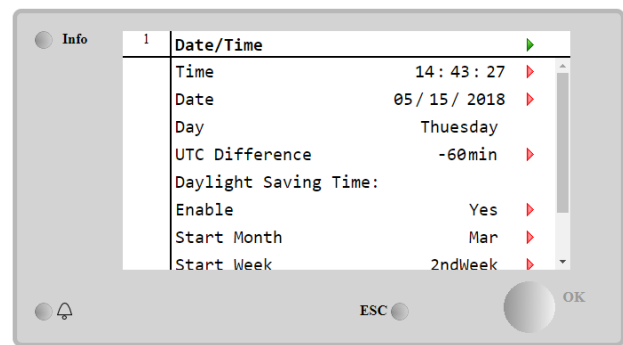 Info
1 Date/Time
Time 14:43:27
Date 05/15/2018
Day Thuesday
UTC Difference -60min
Daylight Saving Time:
Enable Yes
Start Month Mar
Start Week 2ndWeek
ESC
OK